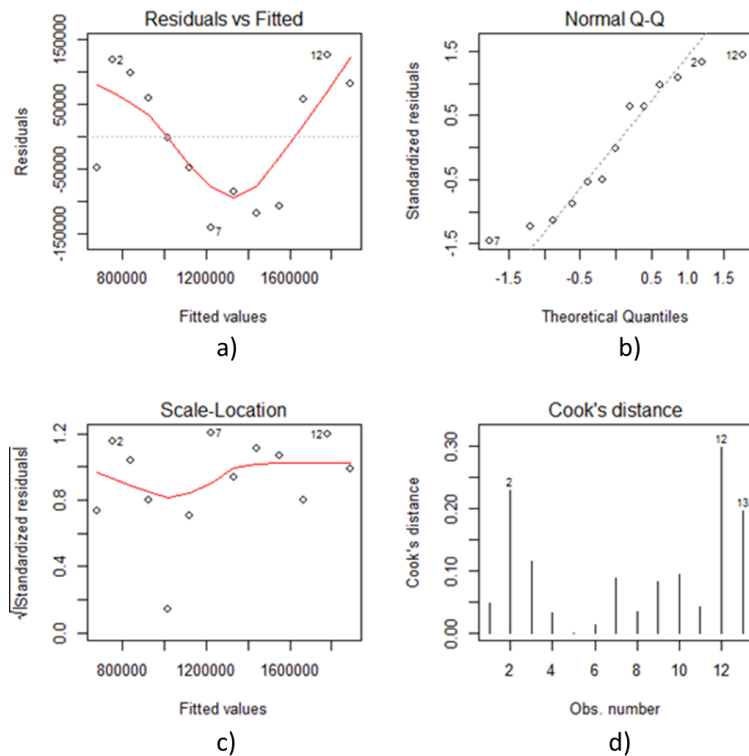 Residuals vs Fitted
Residuals
150000
50000
0
-50000
-150000
2
12
7
800000 1200000 1600000
Fitted values
a)
Normal Q-Q
Standardized residuals
1.5
0.5
-0.5
-1.5
2
12
7
-1.5 -0.5 0.5 1.0 1.5
Theoretical Quantiles
b)
Scale-Location
√|Standardized residuals|
1.2
0.8
0.4
0.0
2
7
12
800000 1200000 1600000
Fitted values
c)
Cook's distance
Cook's distance
0.30
0.20
0.10
0.00
2
12
13
2 4 6 8 10 12
Obs. number
d)